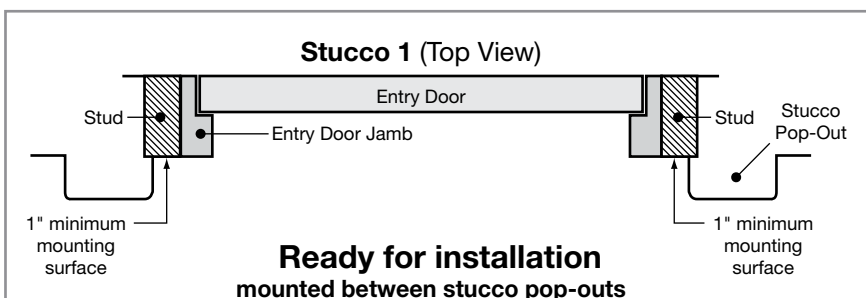 Stucco 1 (Top View)
Entry Door
Stud
Entry Door Jamb
Stud
Stucco
Pop-Out
1" minimum
mounting
surface
1" minimum
mounting
surface
Ready for installation
mounted between stucco pop-outs